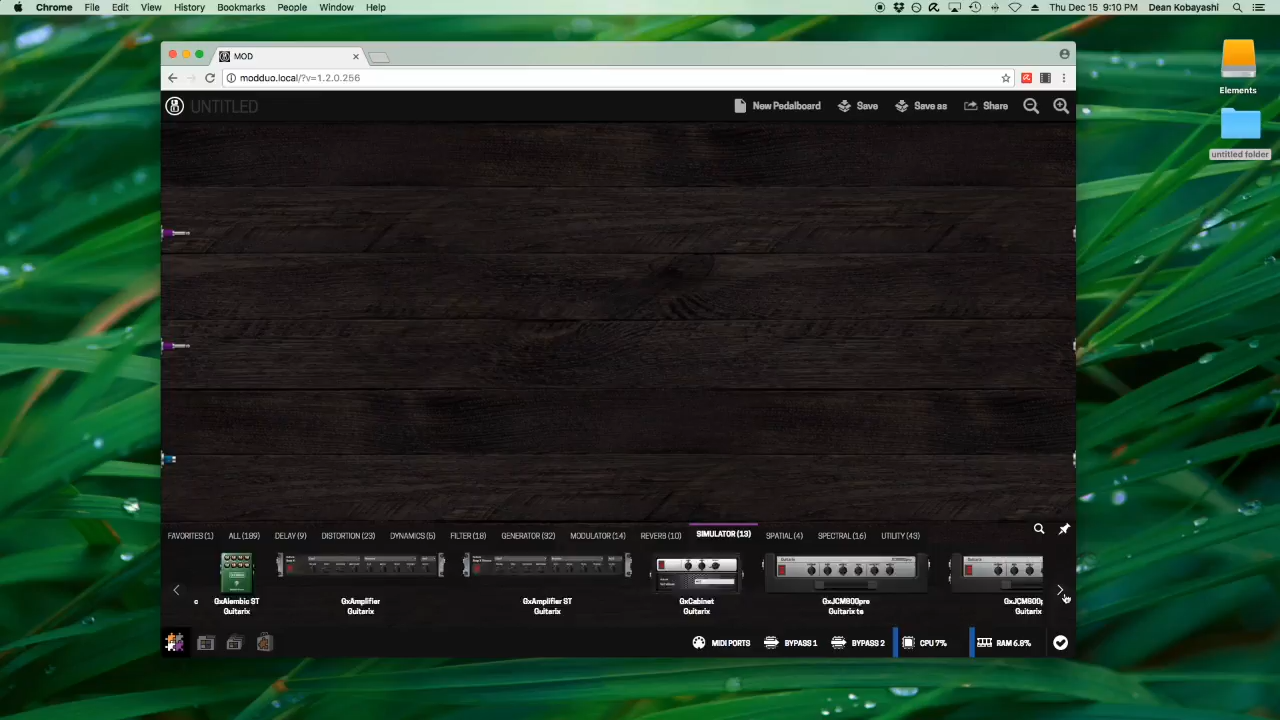 Chrome File Edit View History Bookmarks People Window Help Thu Dec 15 9:10 PM Dean Kobayashi
MOD
modduo.local/?v=1.2.0.256
UNTITLED New Pedalboard Save Save as Share
Elements
untitled folder
FAVORITES (1) ALL (189) DELAY (9) DISTORTION (23) DYNAMICS (5) FILTER (18) GENERATOR (32) MODULATOR (14) REVERB (10) SIMULATOR (13) SPATIAL (4) SPECTRAL (16) UTILITY (43)
c GxAlembic ST GxAmplifier GxAmplifier ST GxCabinet GxJCM800pre GxJCM800p
Guitarix Guitarix Guitarix Guitarix Guitarix te Guitarix
MIDI PORTS BYPASS 1 BYPASS 2 CPU 7% RAM 6.8%